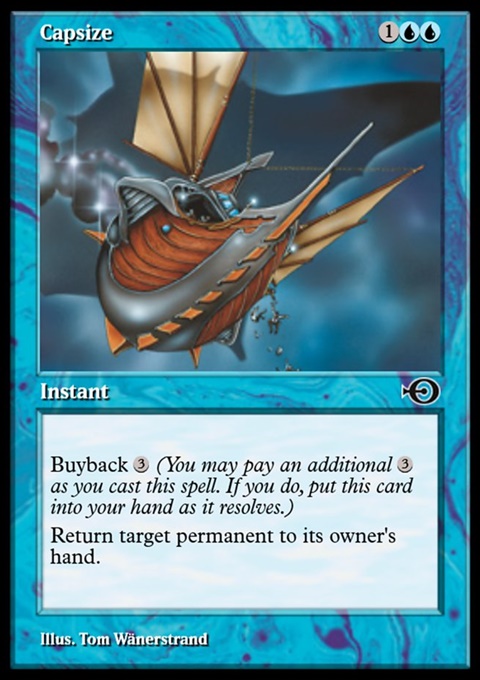 Capsize 1
Instant
Buyback 3 (You may pay an additional 3
as you cast this spell. If you do, put this card
into your hand as it resolves.)
Return target permanent to its owner's
hand.
Illus. Tom Wänerstrand